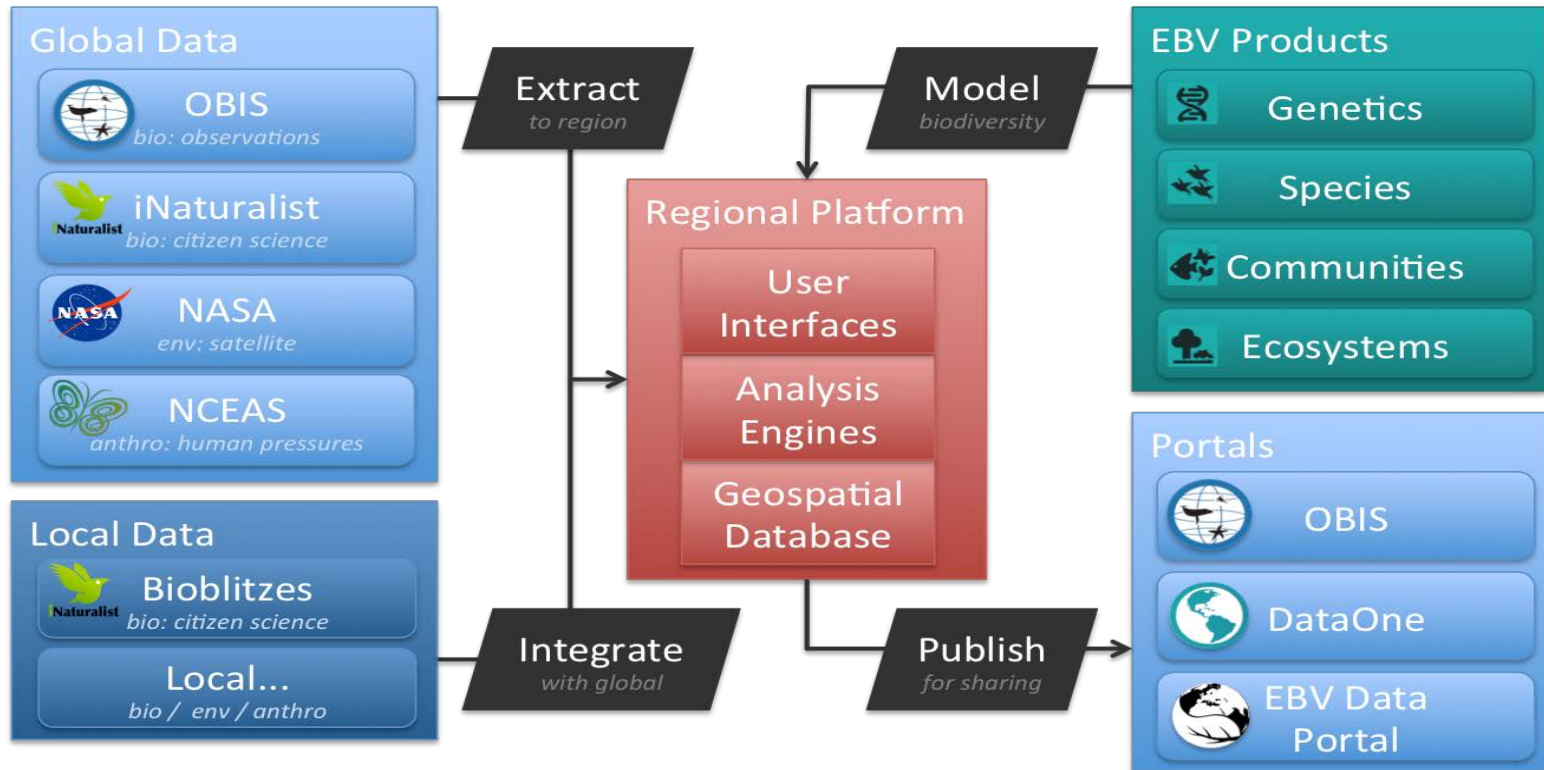 Global Data
OBIS
bio: observations
iNaturalist
iNaturalist
bio: citizen science
NASA
NASA
env: satellite
NCEAS
anthro: human pressures
Local Data
Bioblitzes
iNaturalist
bio: citizen science
Local...
bio / env / anthro
Extract
to region
Integrate
with global
Regional Platform
User
Interfaces
Analysis
Engines
Geospatial
Database
Model
biodiversity
Publish
for sharing
EBV Products
Genetics
Species
Communities
Ecosystems
Portals
OBIS
DataOne
EBV Data
Portal